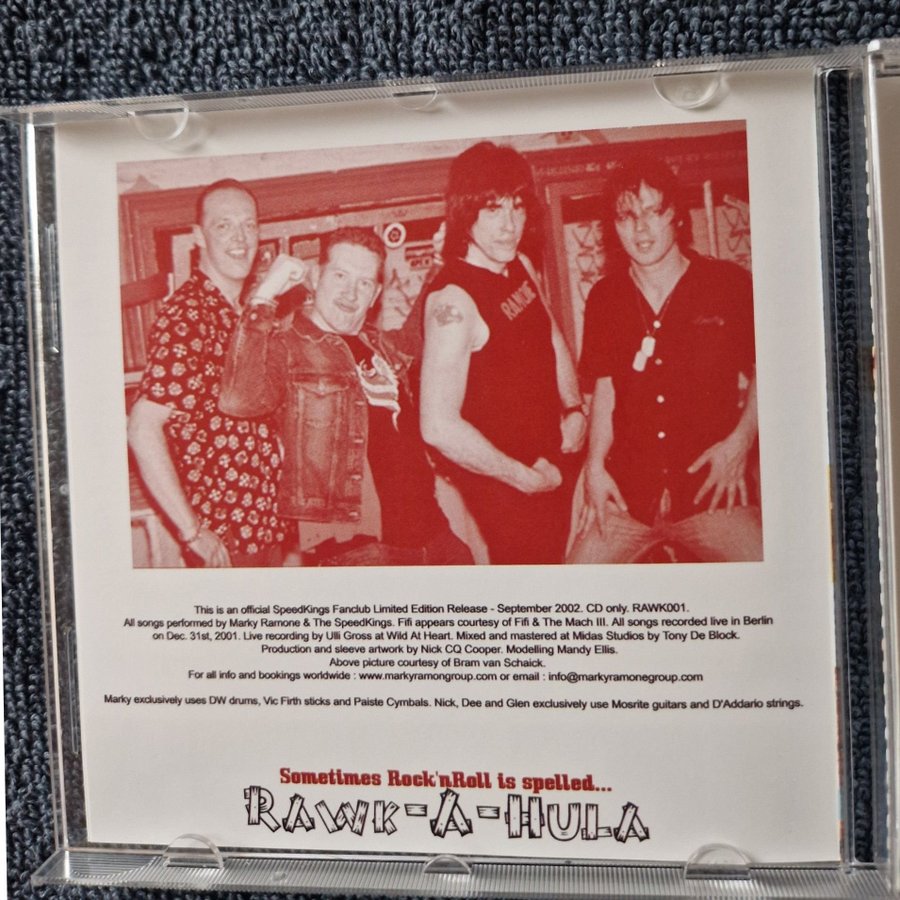 RAMONE
This is an official SpeedKings Fanclub Limited Edition Release - September 2002. CD only. RAWK001.
All songs performed by Marky Ramone & The SpeedKings. Fifi appears courtesy of Fifi & The Mach III. All songs recorded live in Berlin
on Dec. 31st, 2001. Live recording by Ulli Gross at Wild At Heart. Mixed and mastered at Midas Studios by Tony De Block.
Production and sleeve artwork by Nick CQ Cooper. Modelling Mandy Ellis.
Above picture courtesy of Bram van Schaick.
For all info and bookings worldwide : www.markyramongroup.com or email : info@markyramonegroup.com
Marky exclusively uses DW drums, Vic Firth sticks and Paiste Cymbals. Nick, Dee and Glen exclusively use Mosrite guitars and D'Addario strings.
Sometimes Rock'nRoll is spelled...
RAWK-A-HULA